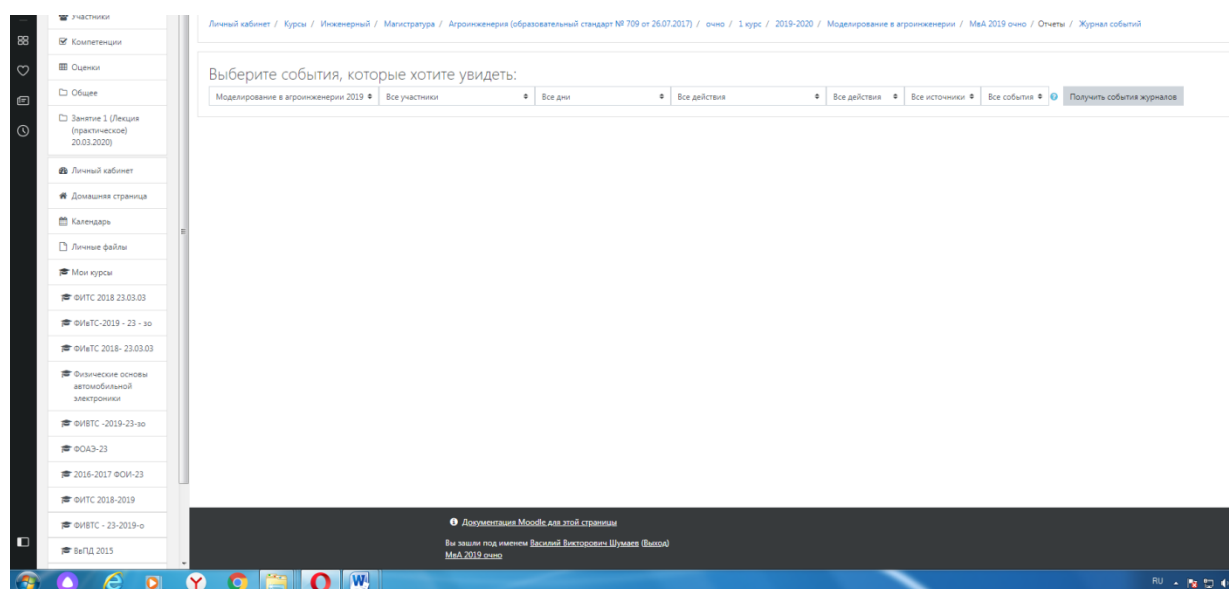 Участники
Компетенции
Оценки
Общее
Занятие 1 (Лекция
(практическое)
20.03.2020)
Личный кабинет
Домашняя страница
Календарь
Личные файлы
Мои курсы
ФИТС 2018 23.03.03
ФИвТС-2019 - 23 - зо
ФИвТС 2018- 23.03.03
Физические основы
автомобильной
электроники
ФИВТС -2019-23-зо
ФОАЭ-23
2016-2017 ФОИ-23
ФИТС 2018-2019
ФИВТС - 23-2019-о
ВвПД 2015
Личный кабинет / Курсы / Инженерный / Магистратура / Агроинженерия (образовательный стандарт № 709 от 26.07.2017) / очно / 1 курс / 2019-2020 / Моделирование в агроинженерии / МвА 2019 очно / Отчеты / Журнал событий
Выберите события, которые хотите увидеть:
Моделирование в агроинженерии 2019 Все участники Все дни Все действия Все действия Все источники Все события Получить события журналов
Документация Moodle для этой страницы
Вы зашли под именем Василий Викторович Шумаев (Выход)
МвА 2019 очно
RU